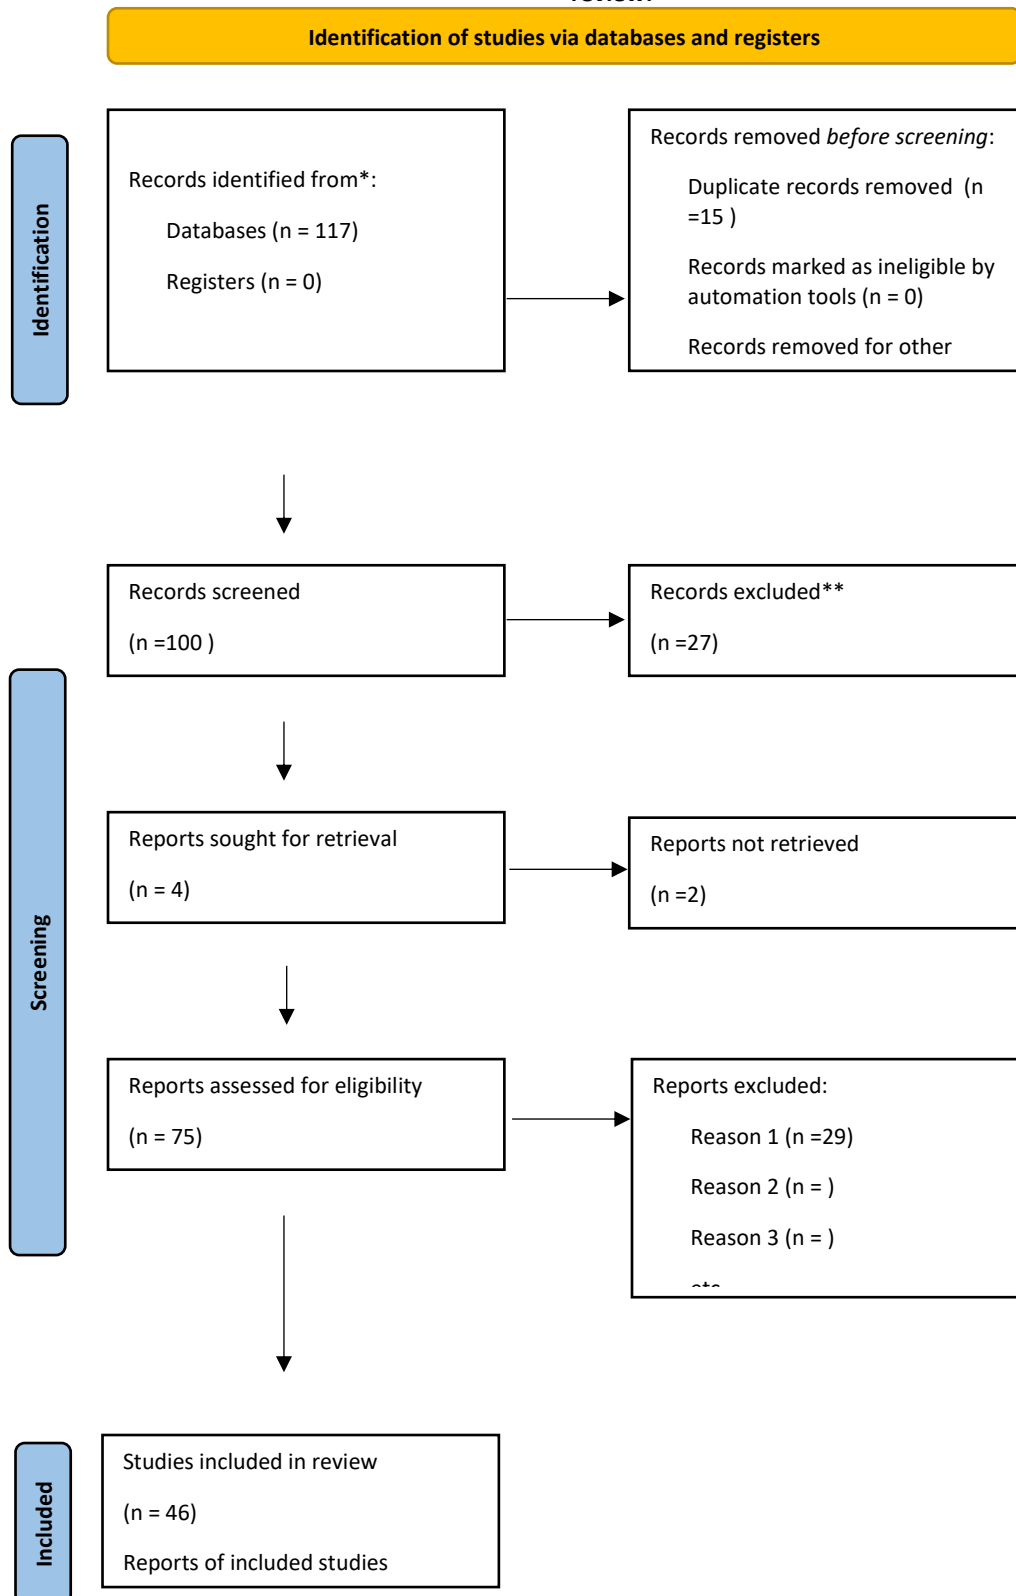 Identification of studies via databases and registers
Identification
Records identified from*:
Databases (n = 117)
Registers (n = 0)
Records removed before screening:
Duplicate records removed  (n
=15 )
Records marked as ineligible by
automation tools (n = 0)
Records removed for other
Screening
Records screened
(n =100 )
Records excluded**
(n =27)
Reports sought for retrieval
(n = 4)
Reports not retrieved
(n =2)
Reports assessed for eligibility
(n = 75)
Reports excluded:
Reason 1 (n =29)
Reason 2 (n = )
Reason 3 (n = )
Included
Studies included in review
(n = 46)
Reports of included studies